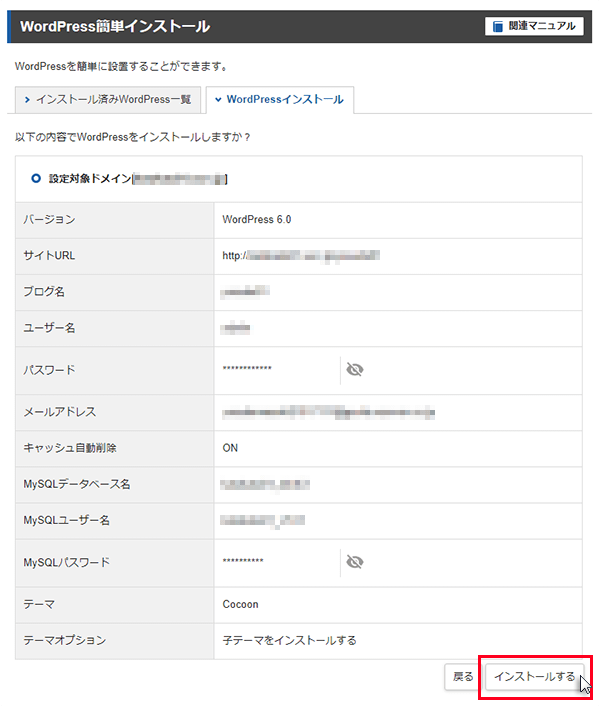 WordPress簡単インストール
関連マニュアル
WordPressを簡単に設置することができます。
インストール済みWordPress一覧
WordPressインストール
以下の内容でWordPressをインストールしますか？
設定対象ドメイン[ ]
バージョン WordPress 6.0
サイトURL http://
ブログ名
ユーザー名
パスワード ************
メールアドレス
キャッシュ自動削除 ON
MySQLデータベース名
MySQLユーザー名
MySQLパスワード **********
テーマ Cocoon
テーマオプション 子テーマをインストールする
戻る インストールする